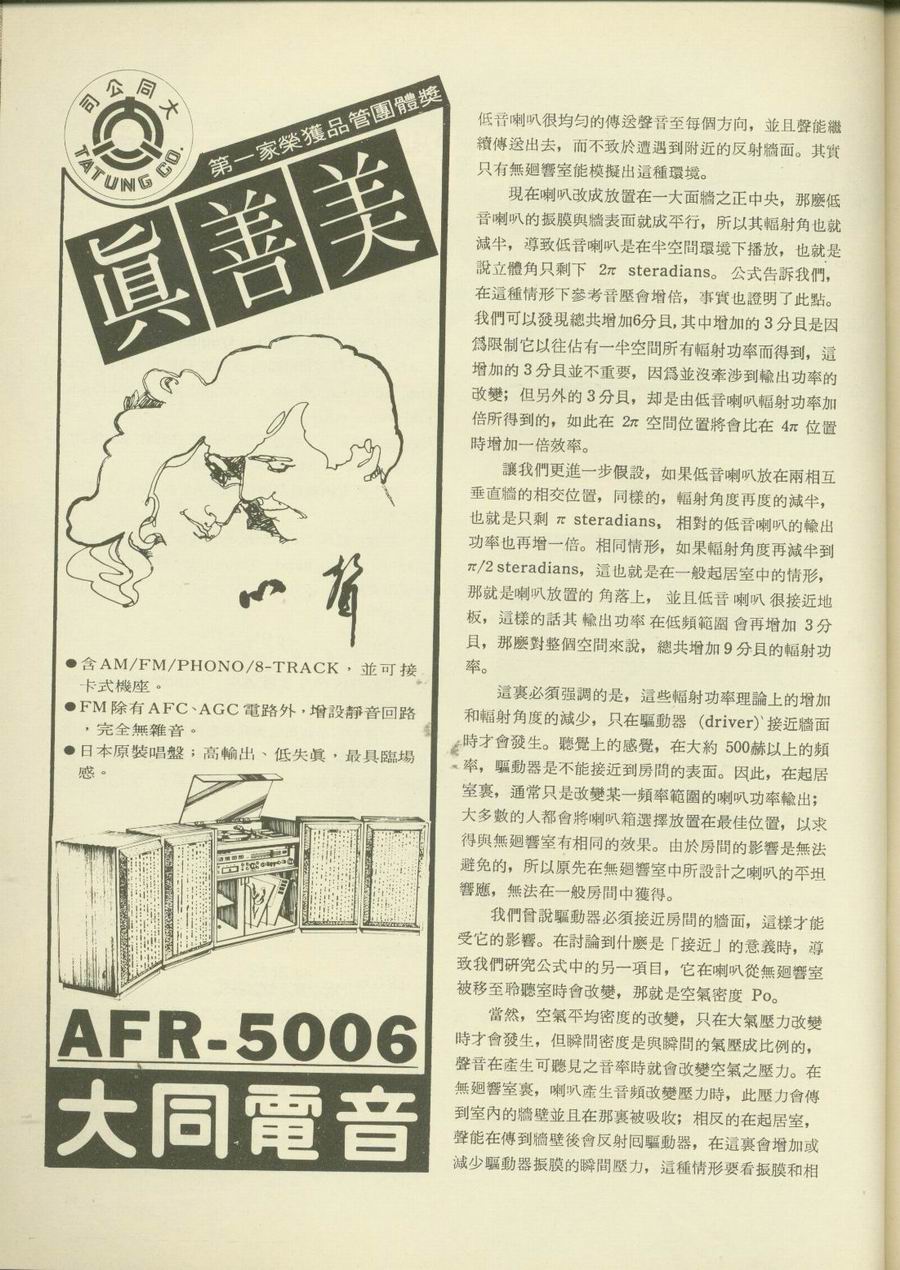 大同公司
TATUNG CO.
第一家榮獲品管團體獎
眞善美
心聲
●含AM/FM/PHONO/8-TRACK，並可接
卡式機座。
●FM除有AFC、AGC電路外，增設靜音回路
，完全無雜音。
●日本原裝唱盤；高輸出、低失眞，最具臨場
感。
AFR-5006
大同電音
低音喇叭很均匀的傳送聲音至每個方向，並且聲能繼
續傳送出去，而不致於遭遇到附近的反射牆面。其實
只有無廻響室能模擬出這種環境。
現在喇叭改成放置在一大面牆之正中央，那麽低
音喇叭的振膜與牆表面就成平行，所以其輻射角也就
減半，導致低音喇叭是在半空間環境下播放，也就是
說立體角只剩下 2π steradians。公式告訴我們，
在這種情形下參考音壓會增倍，事實也證明了此點。
我們可以發現總共增加6分貝，其中增加的3分貝是因
爲限制它以往佔有一半空間所有輻射功率而得到，這
增加的3分貝並不重要，因爲並沒牽涉到輸出功率的
改變；但另外的3分貝，却是由低音喇叭輻射功率加
倍所得到的，如此在 2π 空間位置將會比在 4π 位置
時增加一倍效率。
讓我們更進一步假設，如果低音喇叭放在兩相互
垂直牆的相交位置，同樣的，輻射角度再度的減半，
也就是只剩 π steradians，相對的低音喇叭的輸出
功率也再增一倍。相同情形，如果輻射角度再減半到
π/2 steradians，這也就是在一般起居室中的情形，
那就是喇叭放置的 角落上， 並且低音 喇叭 很接近地
板，這樣的話其 輸出功率 在低頻範圍 會再增加 3分
貝，那麽對整個空間來說，總共增加9分貝的輻射功
率。
這裏必須强調的是，這些輻射功率理論上的增加
和輻射角度的減少，只在驅動器 (driver)接近牆面
時才會發生。聽覺上的感覺，在大約 500赫以上的頻
率，驅動器是不能接近到房間的表面。因此，在起居
室裏，通常只是改變某一頻率範圍的喇叭功率輸出；
大多數的人都會將喇叭箱選擇放置在最佳位置，以求
得與無廻響室有相同的效果。由於房間的影響是無法
避免的，所以原先在無廻響室中所設計之喇叭的平坦
響應，無法在一般房間中獲得。
我們曾說驅動器必須接近房間的牆面，這樣才能
受它的影響。在討論到什麽是「接近」的意義時，導
致我們研究公式中的另一項目，它在喇叭從無廻響室
被移至聆聽室時會改變，那就是空氣密度 Po。
當然，空氣平均密度的改變，只在大氣壓力改變
時才會發生，但瞬間密度是與瞬間的氣壓成比例的，
聲音在產生可聽見之音率時就會改變空氣之壓力。在
無廻響室裏，喇叭產生音頻改變壓力時，此壓力會傳
到室內的牆壁並且在那裏被吸收；相反的在起居室，
聲能在傳到牆壁後會反射囘驅動器，在這裏會增加或
減少驅動器振膜的瞬間壓力，這種情形要看振膜和相